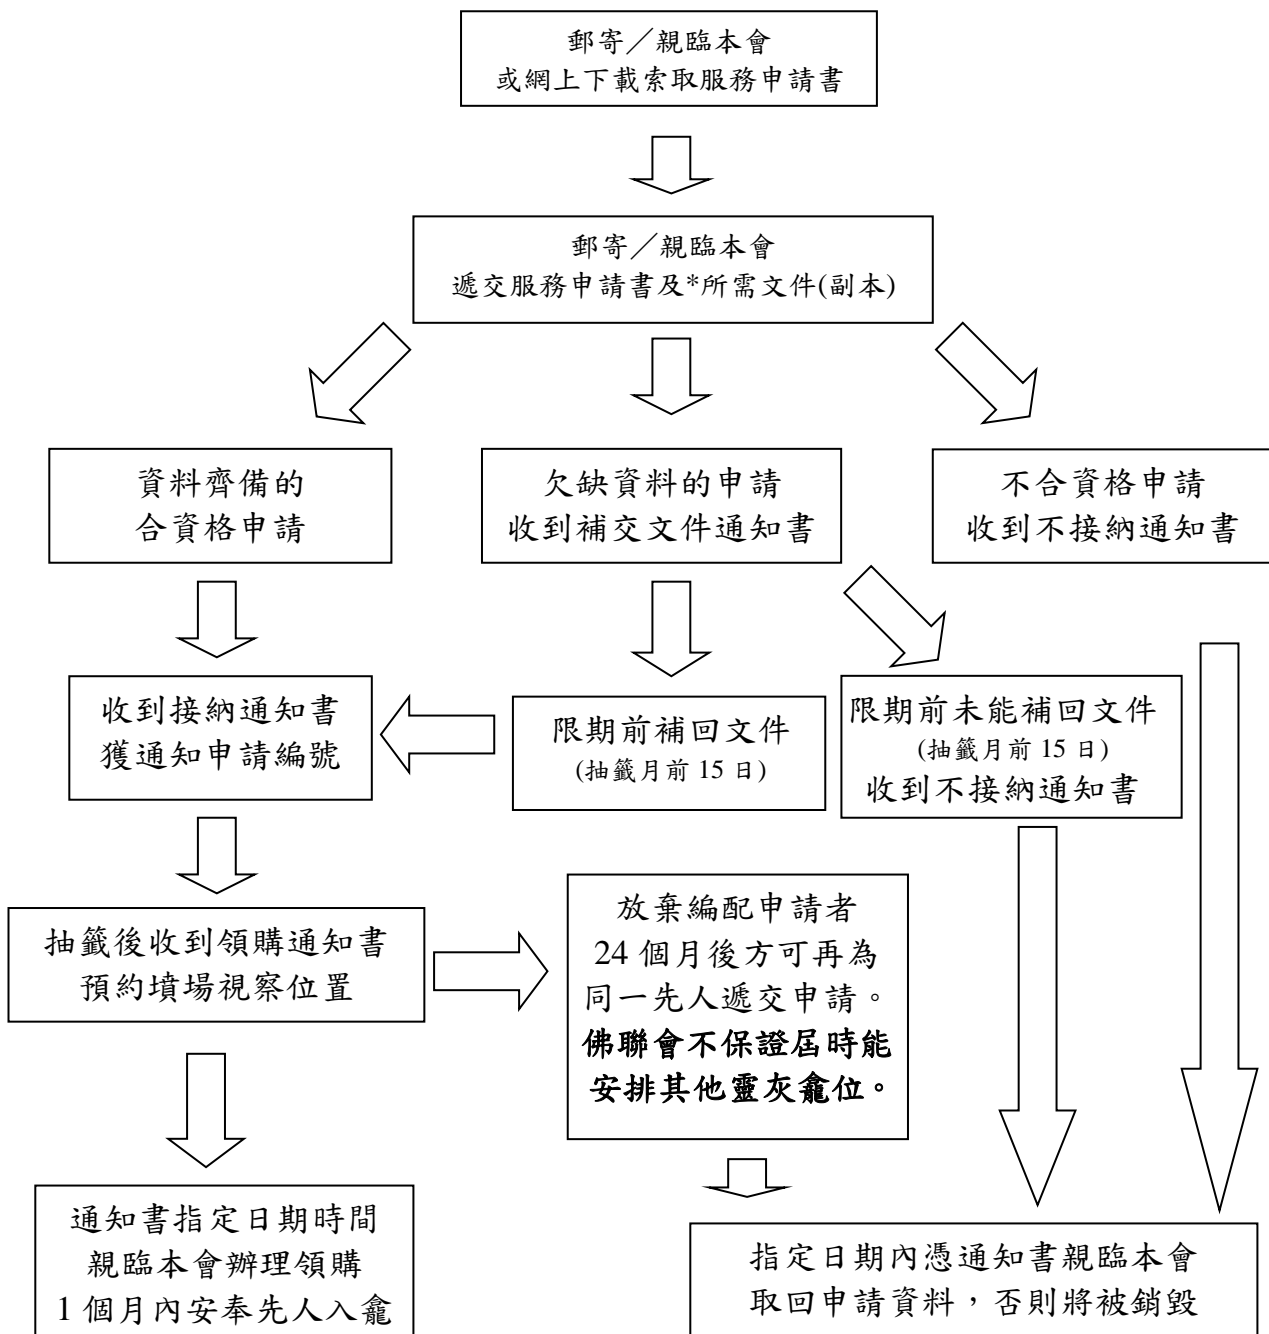 郵寄／親臨本會
或網上下載索取服務申請書
郵寄／親臨本會
遞交服務申請書及*所需文件(副本)
資料齊備的
合資格申請
欠缺資料的申請
收到補交文件通知書
不合資格申請
收到不接納通知書
收到接納通知書
獲通知申請編號
限期前補回文件
(抽籤月前 15 日)
限期前未能補回文件
(抽籤月前 15 日)
收到不接納通知書
抽籤後收到領購通知書
預約墳場視察位置
放棄編配申請者
24 個月後方可再為
同一先人遞交申請。
佛聯會不保證屆時能
安排其他靈灰龕位。
通知書指定日期時間
親臨本會辦理領購
1 個月內安奉先人入龕
指定日期內憑通知書親臨本會
取回申請資料，否則將被銷毀